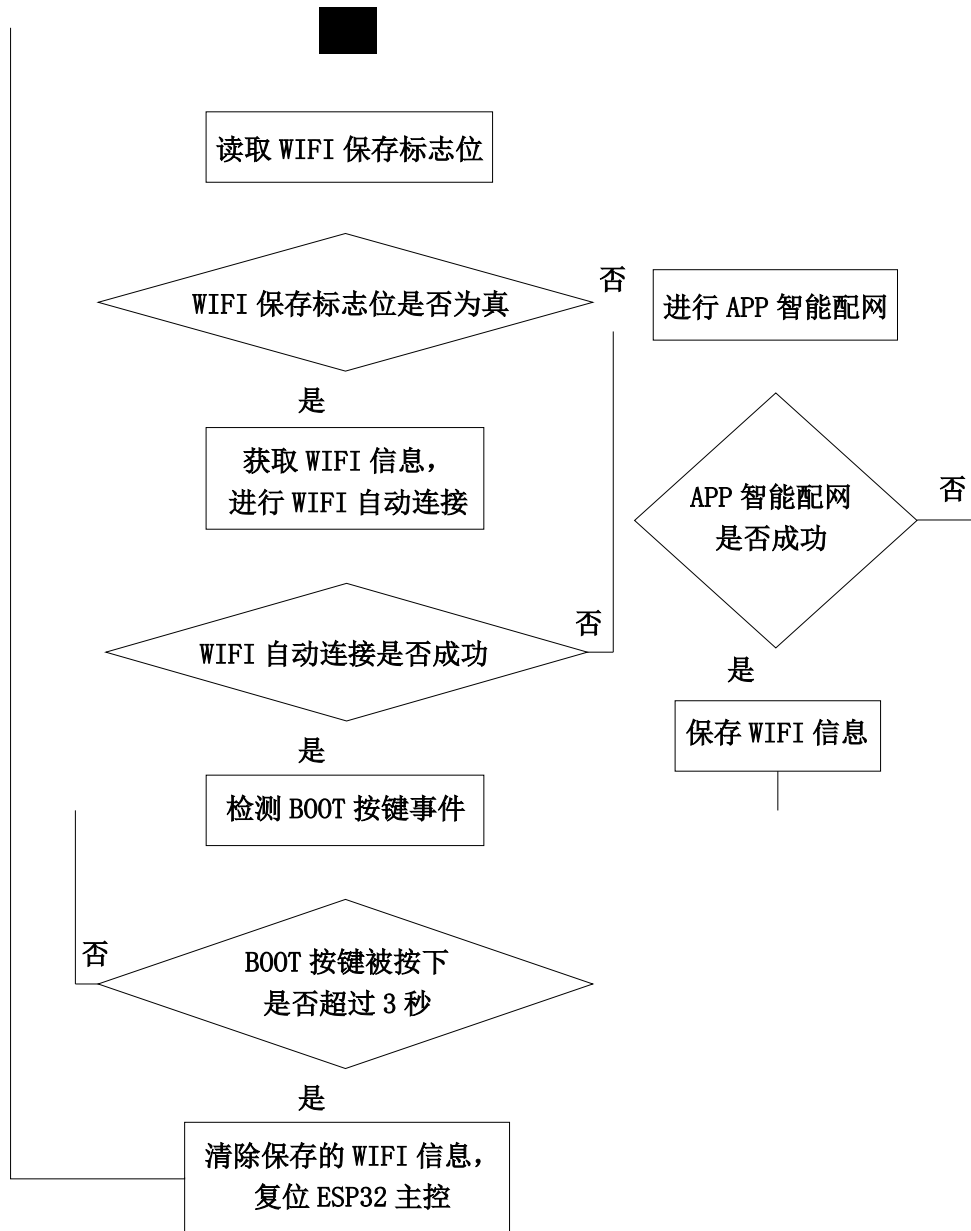 读取 WIFI 保存标志位
WIFI 保存标志位是否为真
否
进行 APP 智能配网
是
获取 WIFI 信息，
进行 WIFI 自动连接
APP 智能配网
是否成功
否
WIFI 自动连接是否成功
否
是
保存 WIFI 信息
是
检测 BOOT 按键事件
BOOT 按键被按下
是否超过 3 秒
否
是
清除保存的 WIFI 信息，
复位 ESP32 主控